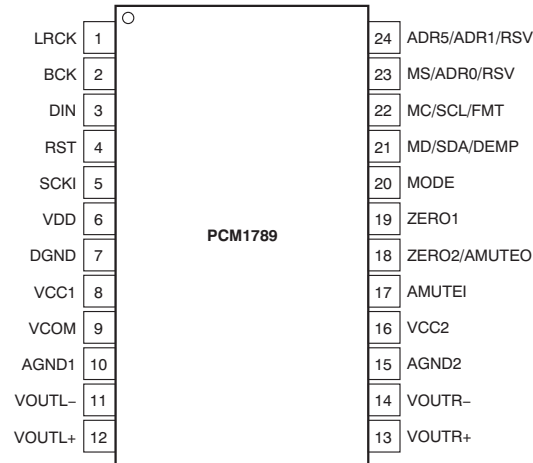 LRCK 1 24 ADR5/ADR1/RSV
BCK 2 23 MS/ADR0/RSV
DIN 3 22 MC/SCL/FMT
RST 4 21 MD/SDA/DEMP
SCKI 5 20 MODE
VDD 6 19 ZERO1
PCM1789
DGND 7 18 ZERO2/AMUTEO
VCC1 8 17 AMUTEI
VCOM 9 16 VCC2
AGND1 10 15 AGND2
VOUTL− 11 14 VOUTR−
VOUTL+ 12 13 VOUTR+